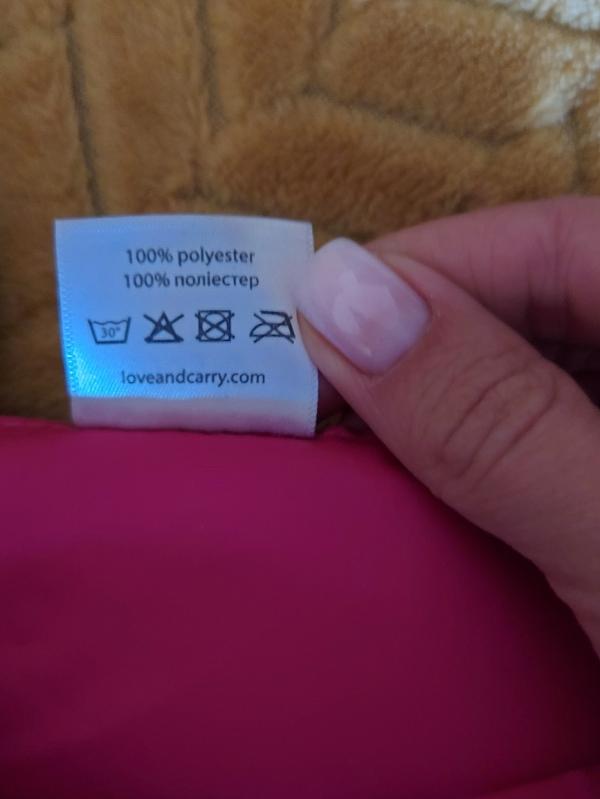 100% polyester
100% поліестер
30°
loveandcarry.com